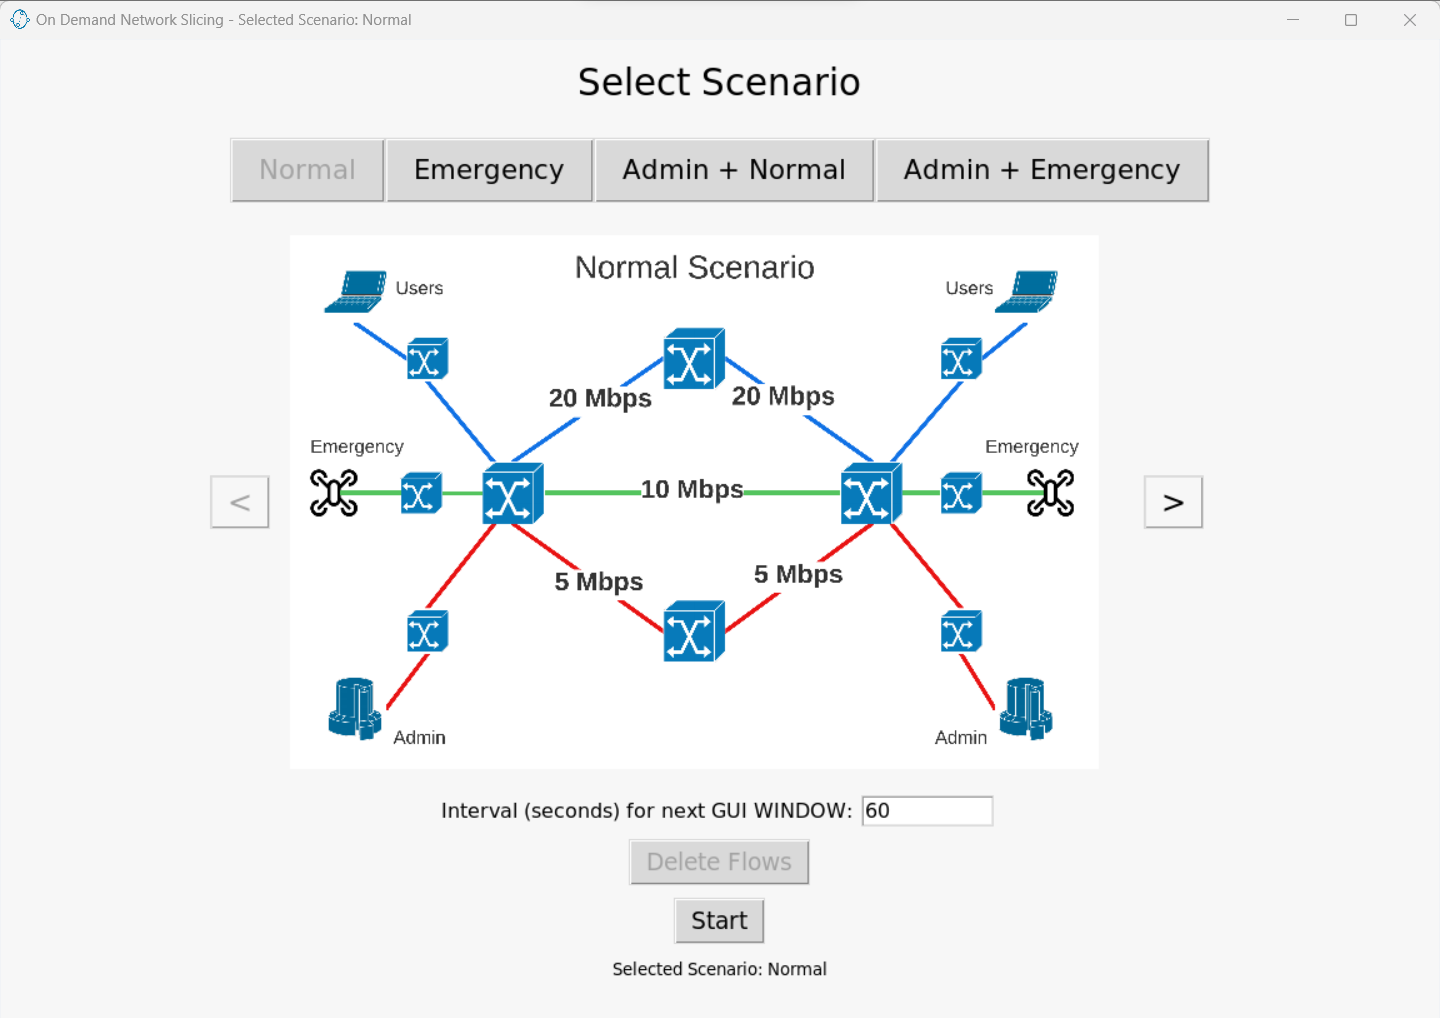 On Demand Network Slicing - Selected Scenario: Normal
Select Scenario
Normal Emergency Admin + Normal Admin + Emergency
Normal Scenario
Users Users
20 Mbps 20 Mbps
Emergency Emergency
10 Mbps
< >
5 Mbps 5 Mbps
Admin Admin
Interval (seconds) for next GUI WINDOW: 60
Delete Flows
Start
Selected Scenario: Normal